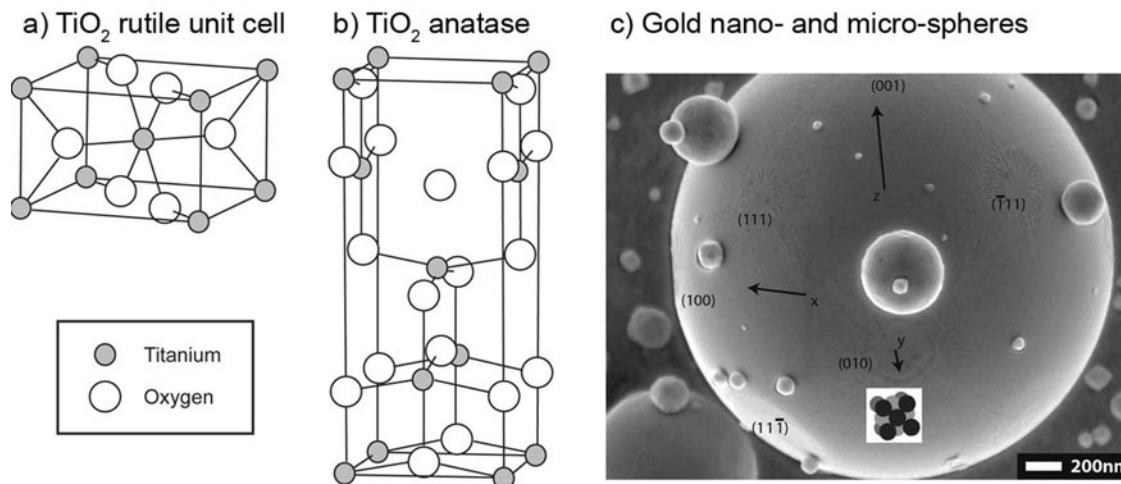 a) TiO₂ rutile unit cell
b) TiO₂ anatase
c) Gold nano- and micro-spheres
Titanium
Oxygen
(001)
z
(111)
(1̅11)
(100)
x
y
(010)
(111̅)
200nm